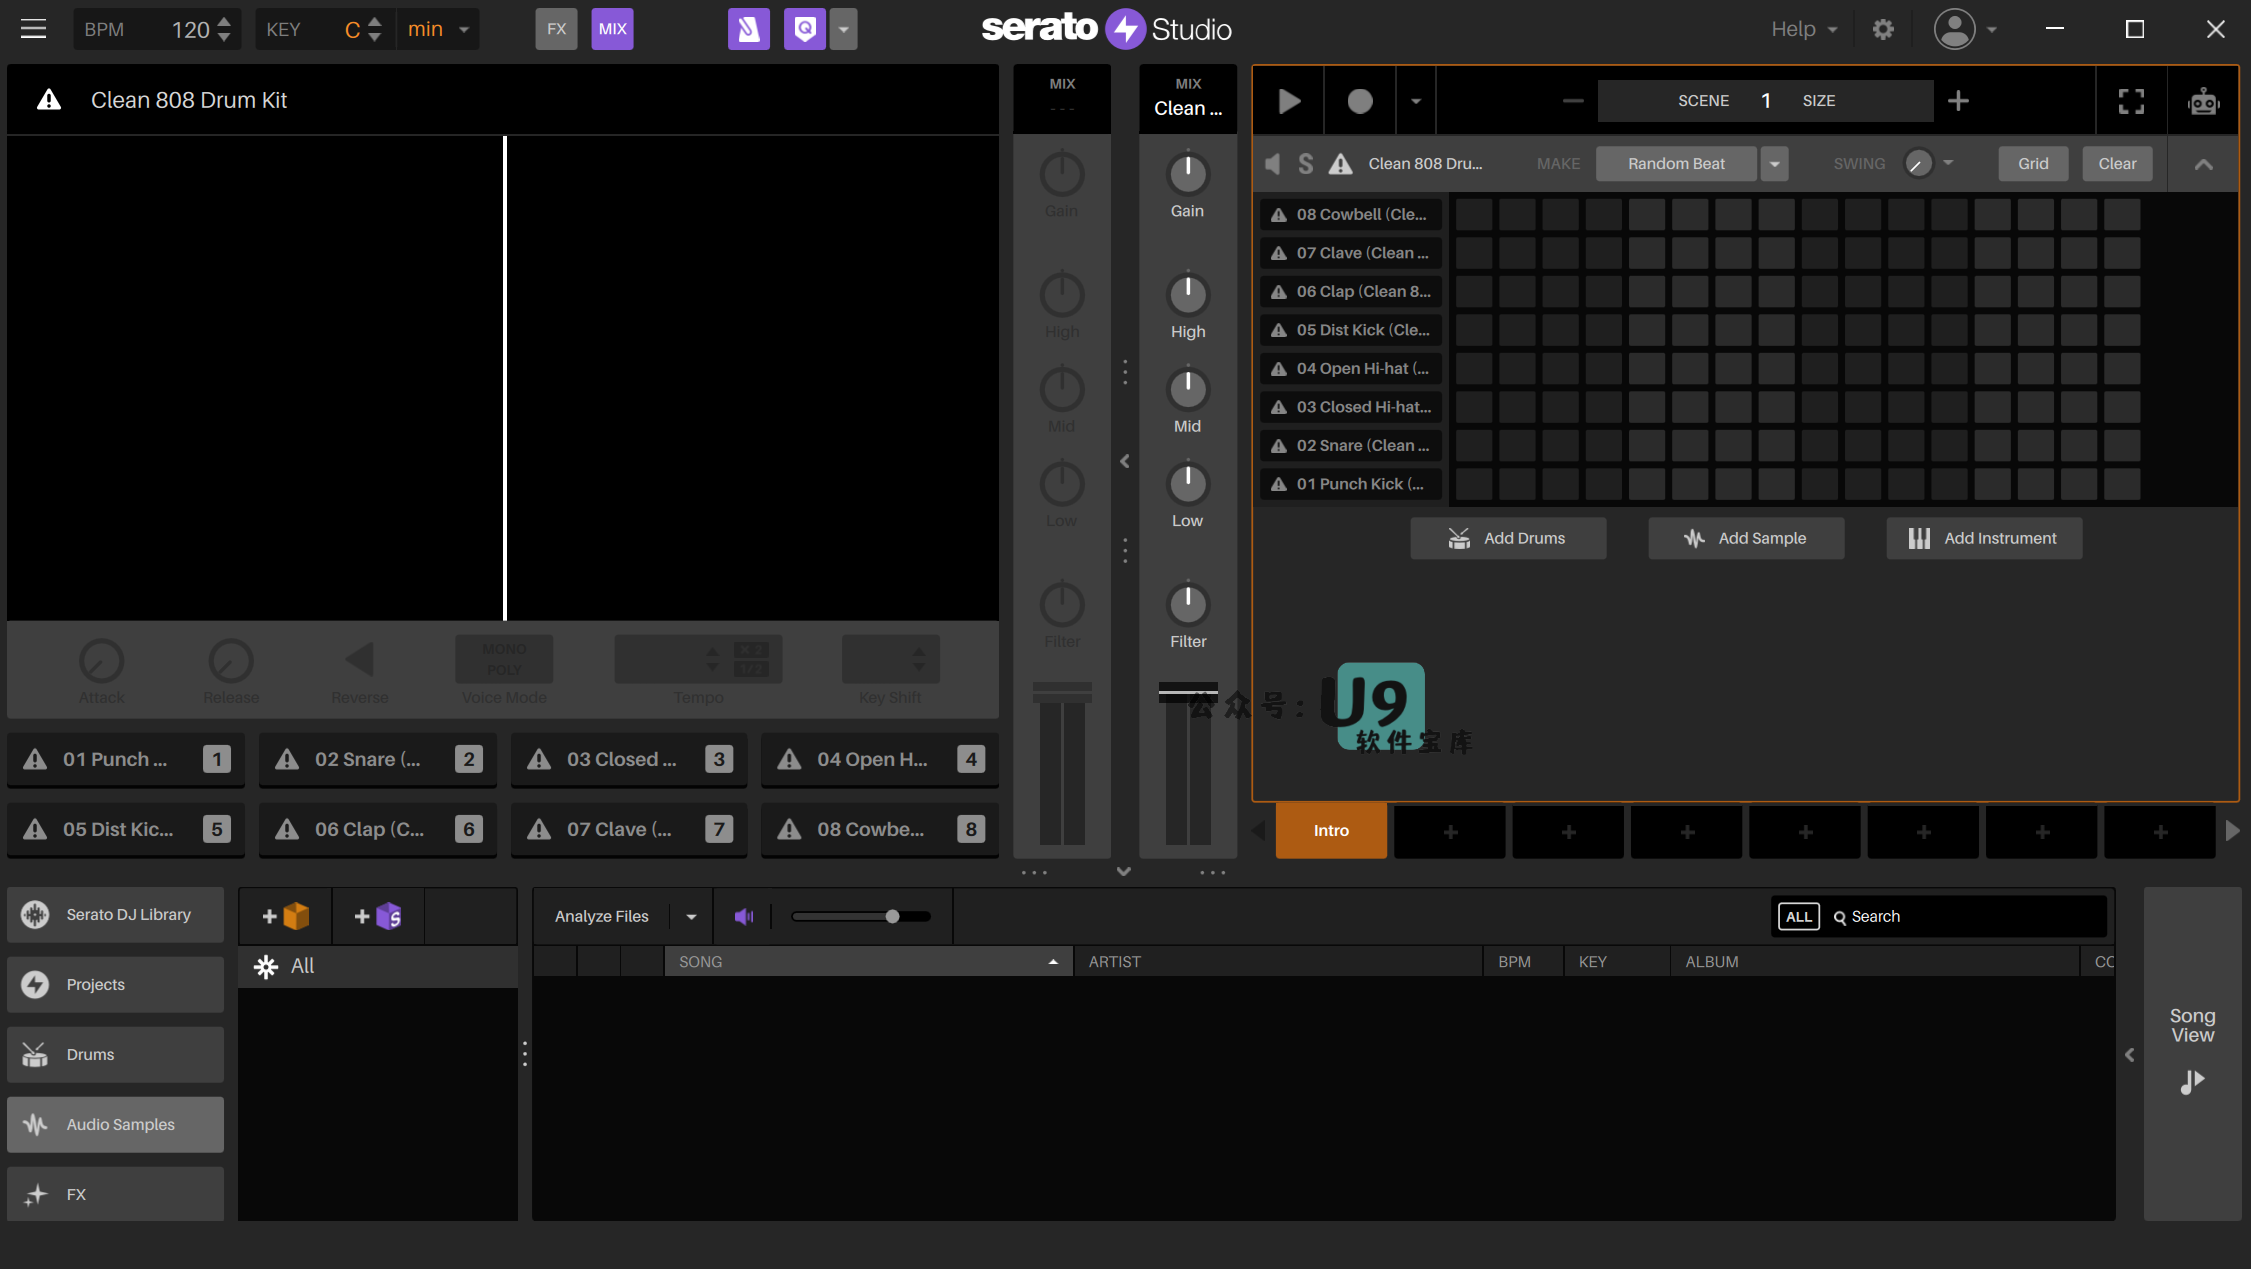 BPM 120 KEY C min FX MIX serato Studio Help
Clean 808 Drum Kit
MIX
---
Gain
High
Mid
Low
Filter
MIX
Clean ...
Gain
High
Mid
Low
Filter
SCENE 1 SIZE
S Clean 808 Dru... MAKE Random Beat SWING Grid Clear
08 Cowbell (Cle...
07 Clave (Clean ...
06 Clap (Clean 8...
05 Dist Kick (Cle...
04 Open Hi-hat (...
03 Closed Hi-hat...
02 Snare (Clean ...
01 Punch Kick (...
Add Drums Add Sample Add Instrument
MONO
POLY
X 2
1/2
Attack Release Reverse Voice Mode Tempo Key Shift
公众号: U9
软件宝库
01 Punch ... 1 02 Snare (... 2 03 Closed ... 3 04 Open H... 4
05 Dist Kic... 5 06 Clap (C... 6 07 Clave (... 7 08 Cowbe... 8
Intro
Serato DJ Library
Projects
Drums
Audio Samples
FX
All
Analyze Files ALL Search
SONG ARTIST BPM KEY ALBUM CO
Song
View